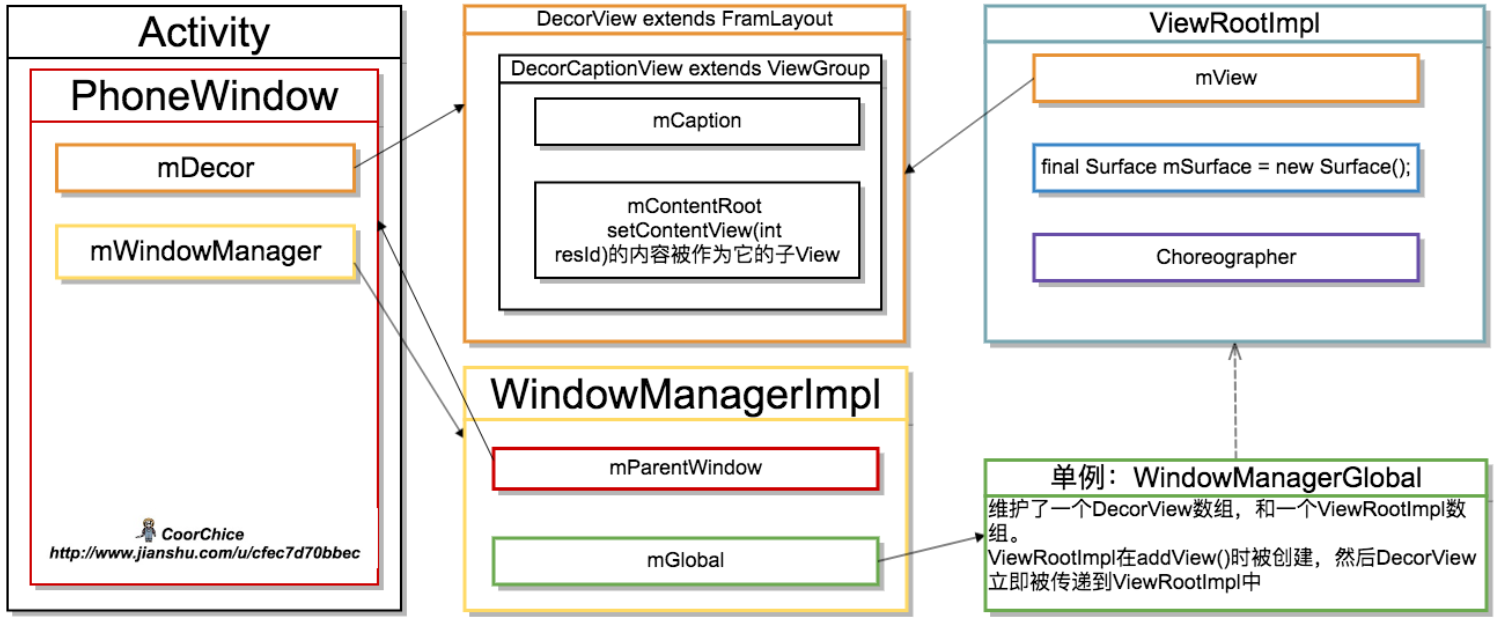 Activity
PhoneWindow
mDecor
mWindowManager
CoorChice
http://www.jianshu.com/u/cfec7d70bbec
DecorView extends FramLayout
DecorCaptionView extends ViewGroup
mCaption
mContentRoot
setContentView(int
resId)的内容被作为它的子View
WindowManagerImpl
mParentWindow
mGlobal
ViewRootImpl
mView
final Surface mSurface = new Surface();
Choreographer
单例：WindowManagerGlobal
维护了一个DecorView数组，和一个ViewRootImpl数
组。
ViewRootImpl在addView()时被创建，然后DecorView
立即被传递到ViewRootImpl中